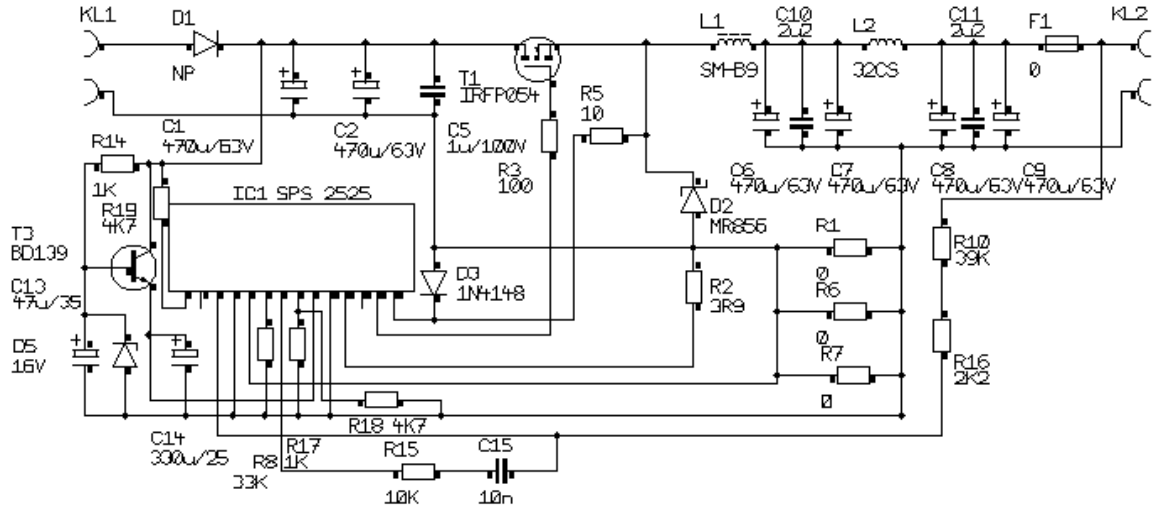 KL1
D1
NP
L1
SM-B9
C10
2u2
L2
32CS
C11
2u2
F1
0
KL2
T1
IRFP054
R5
10
C1
470u/63V
C2
470u/63V
C5
1u/100V
R3
100
C6
470u/63V
C7
470u/63V
C8
470u/63V
C9
470u/63V
R14
1K
R19
4K7
IC1 SPS 2525
D2
MR856
T3
BD139
D3
1N4148
R2
3R9
R1
0
R6
0
R7
0
R10
39K
R16
2K2
C13
47u/35
D5
16V
C14
330u/25
R8
33K
R17
1K
R18 4K7
R15
10K
C15
10n